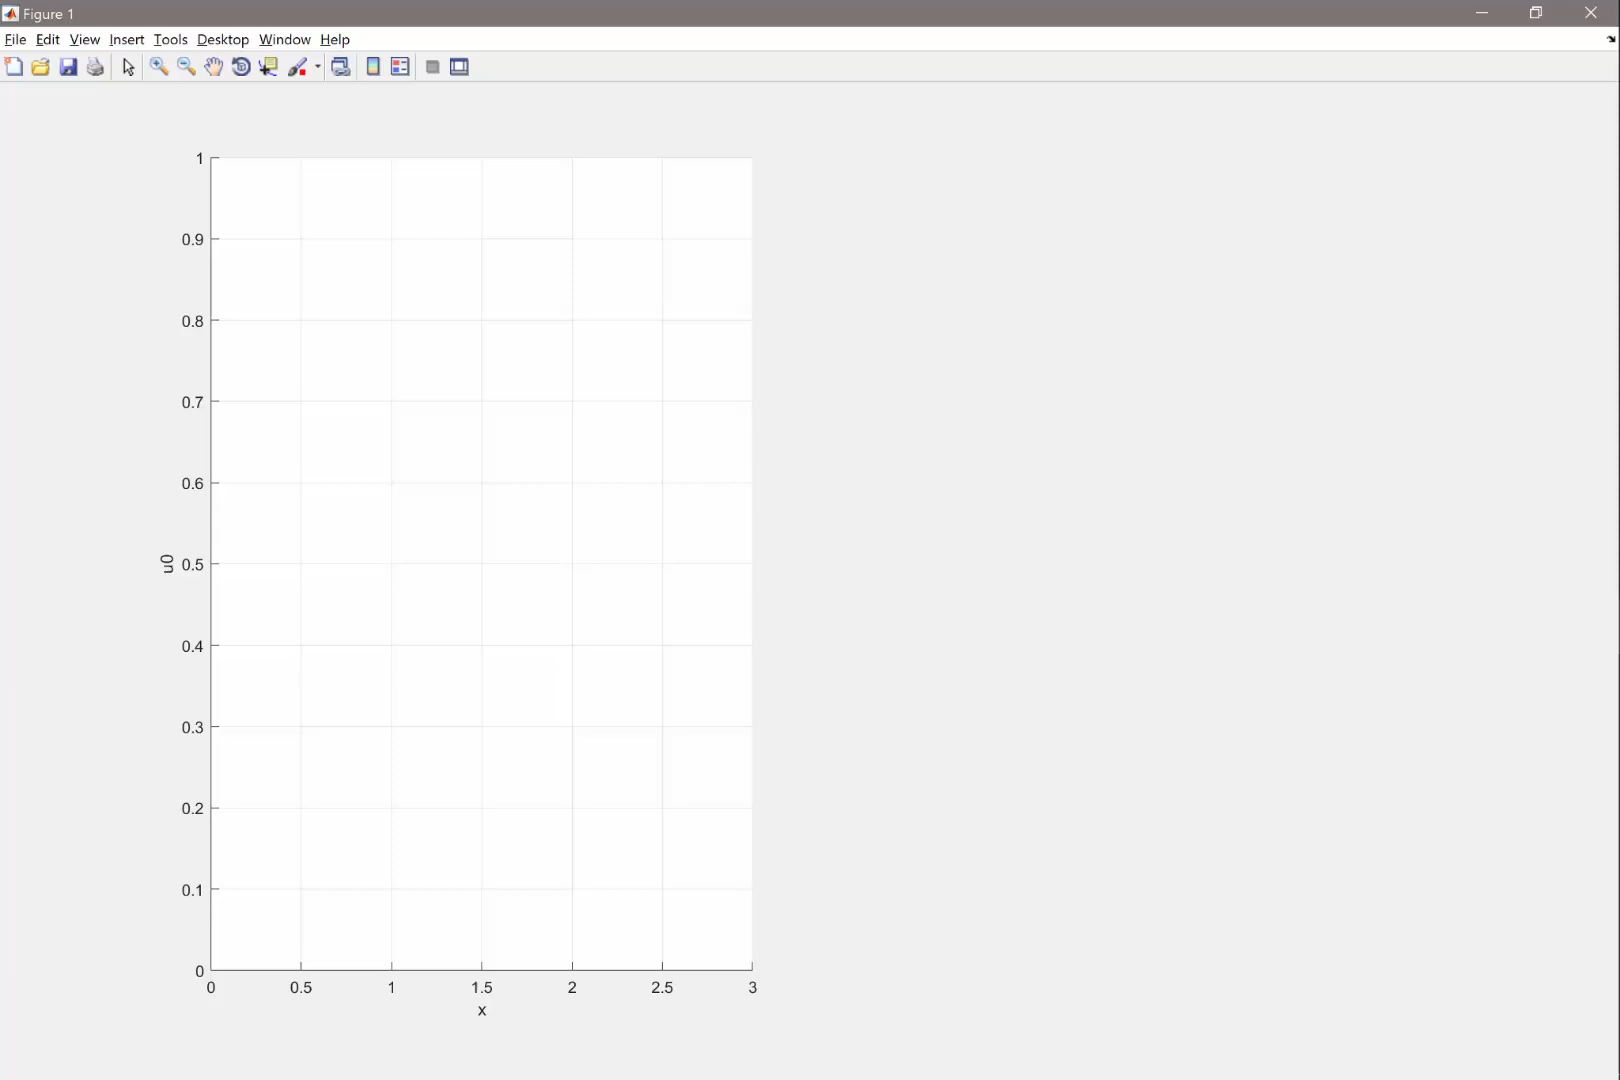 Figure 1
File Edit View Insert Tools Desktop Window Help
1
0.9
0.8
0.7
0.6
0.5
0.4
0.3
0.2
0.1
0
u0
0 0.5 1 1.5 2 2.5 3
x